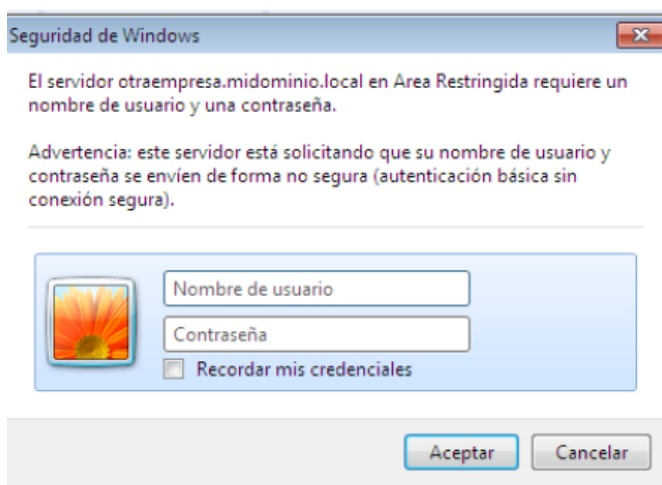 Seguridad de Windows
El servidor otraempresa.midominio.local en Area Restringida requiere un
nombre de usuario y una contraseña.
Advertencia: este servidor está solicitando que su nombre de usuario y
contraseña se envíen de forma no segura (autenticación básica sin
conexión segura).
Nombre de usuario
Contraseña
Recordar mis credenciales
Aceptar Cancelar